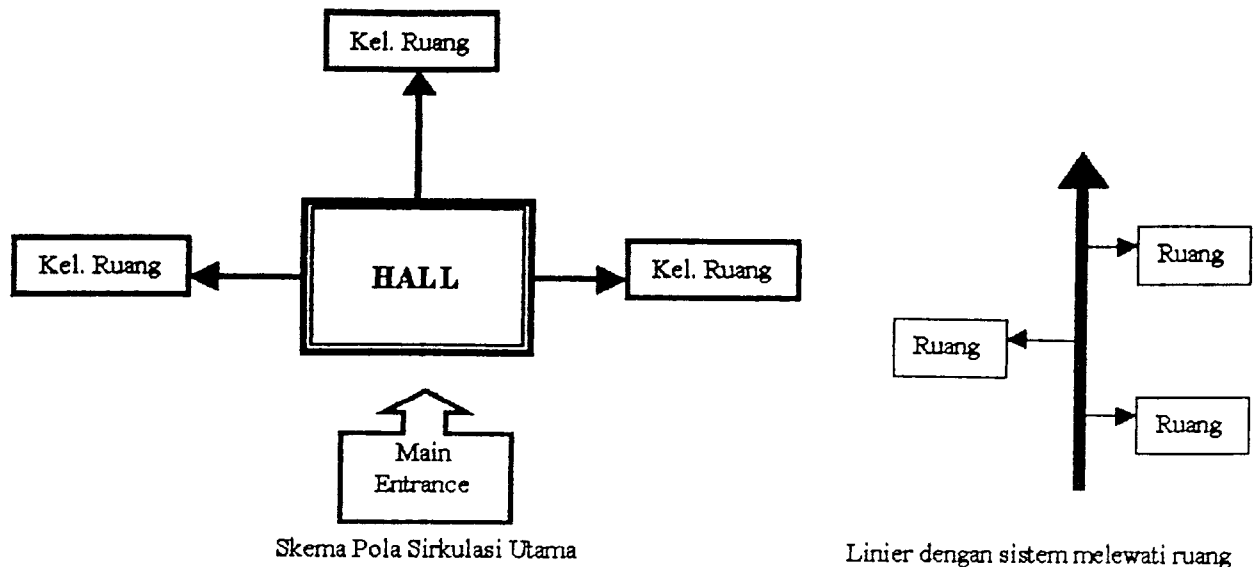 Kel. Ruang
Kel. Ruang
HALL
Kel. Ruang
Main
Entrance
Skema Pola Sirkulasi Utama
Ruang
Ruang
Ruang
Linier dengan sistem melewati ruang